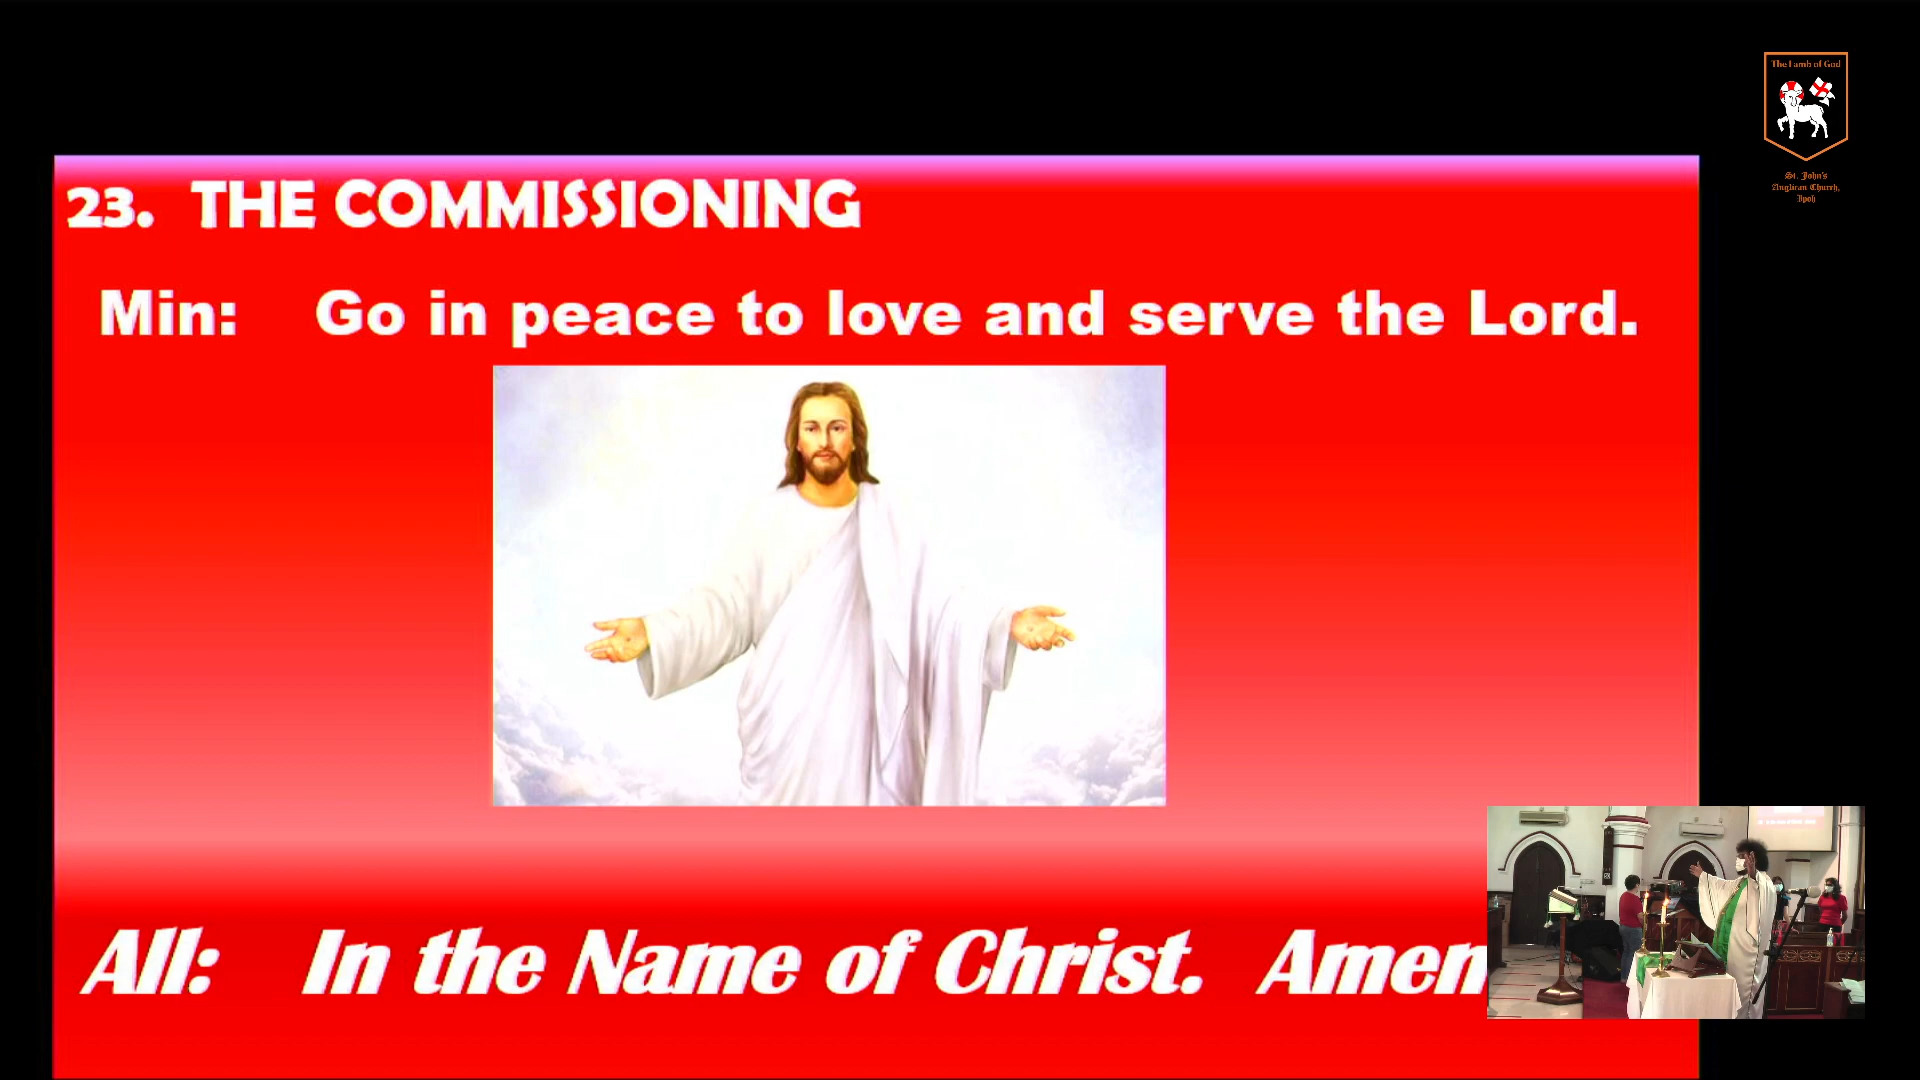 The Lamb of God
St. John's
Anglican Church,
Ipoh
23. THE COMMISSIONING
Min: Go in peace to love and serve the Lord.
All: In the Name of Christ. Amen